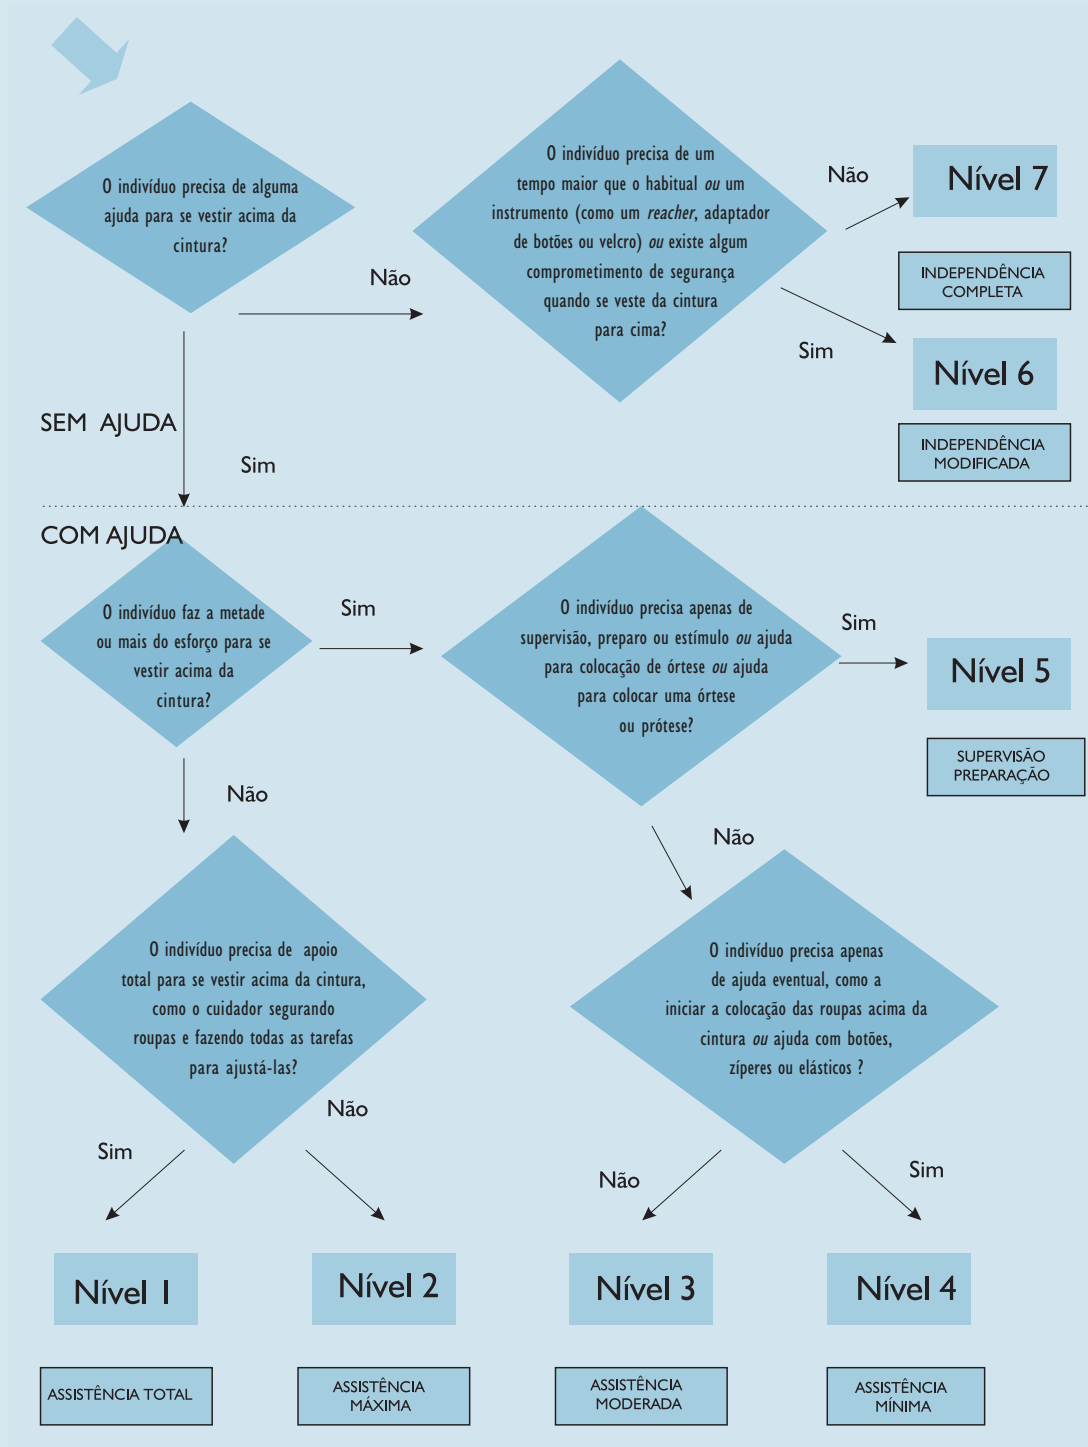 O indivíduo precisa de alguma
ajuda para se vestir acima da
cintura?
Não
O indivíduo precisa de um
tempo maior que o habitual ou um
instrumento (como um reacher, adaptador
de botões ou velcro) ou existe algum
comprometimento de segurança
quando se veste da cintura
para cima?
Não
Nível 7
INDEPENDÊNCIA
COMPLETA
Sim
Nível 6
INDEPENDÊNCIA
MODIFICADA
SEM AJUDA
Sim
COM AJUDA
O indivíduo faz a metade
ou mais do esforço para se
vestir acima da
cintura?
Sim
O indivíduo precisa apenas de
supervisão, preparo ou estímulo ou ajuda
para colocação de órtese ou ajuda
para colocar uma órtese
ou prótese?
Sim
Nível 5
SUPERVISÃO
PREPARAÇÃO
Não
Não
O indivíduo precisa de apoio
total para se vestir acima da cintura,
como o cuidador segurando
roupas e fazendo todas as tarefas
para ajustá-las?
O indivíduo precisa apenas
de ajuda eventual, como a
iniciar a colocação das roupas acima da
cintura ou ajuda com botões,
zíperes ou elásticos ?
Sim
Não
Não
Sim
Nível 1
Nível 2
Nível 3
Nível 4
ASSISTÊNCIA TOTAL
ASSISTÊNCIA
MÁXIMA
ASSISTÊNCIA
MODERADA
ASSISTÊNCIA
MÍNIMA